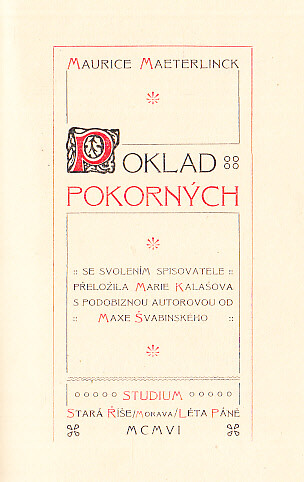 MAURICE MAETERLINCK
POKLAD
POKORNÝCH
:: SE SVOLENÍM SPISOVATELE ::
PŘELOŽILA MARIE KALAŠOVA
S PODOBIZNOU AUTOROVOU OD
:: MAXE ŠVABINSKÉHO ::
STUDIUM
STARÁ ŘÍŠE/MORAVA/LÉTA PÁNĚ
MCMVI